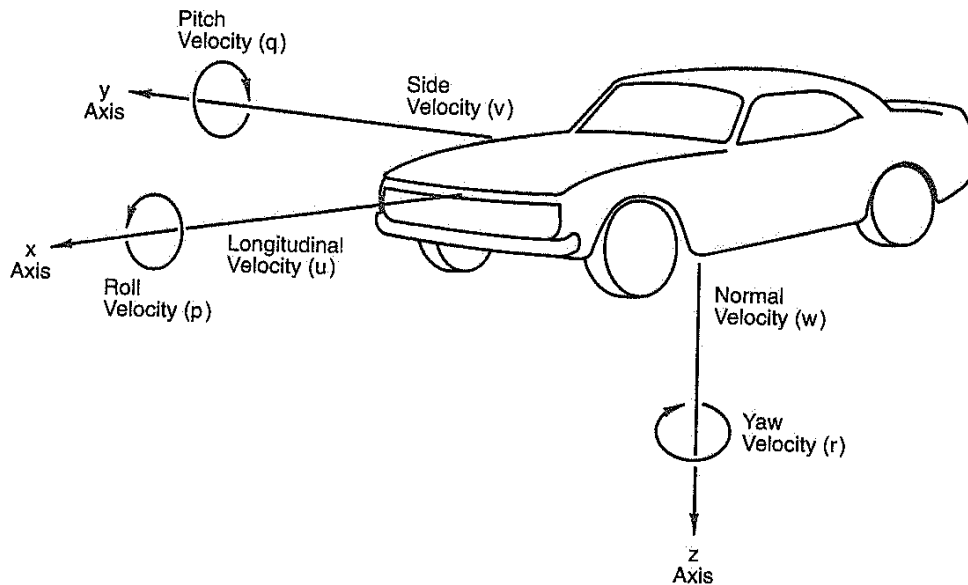 Pitch
Velocity (q)
y
Axis
Side
Velocity (v)
x
Axis
Longitudinal
Velocity (u)
Roll
Velocity (p)
Normal
Velocity (w)
Yaw
Velocity (r)
z
Axis